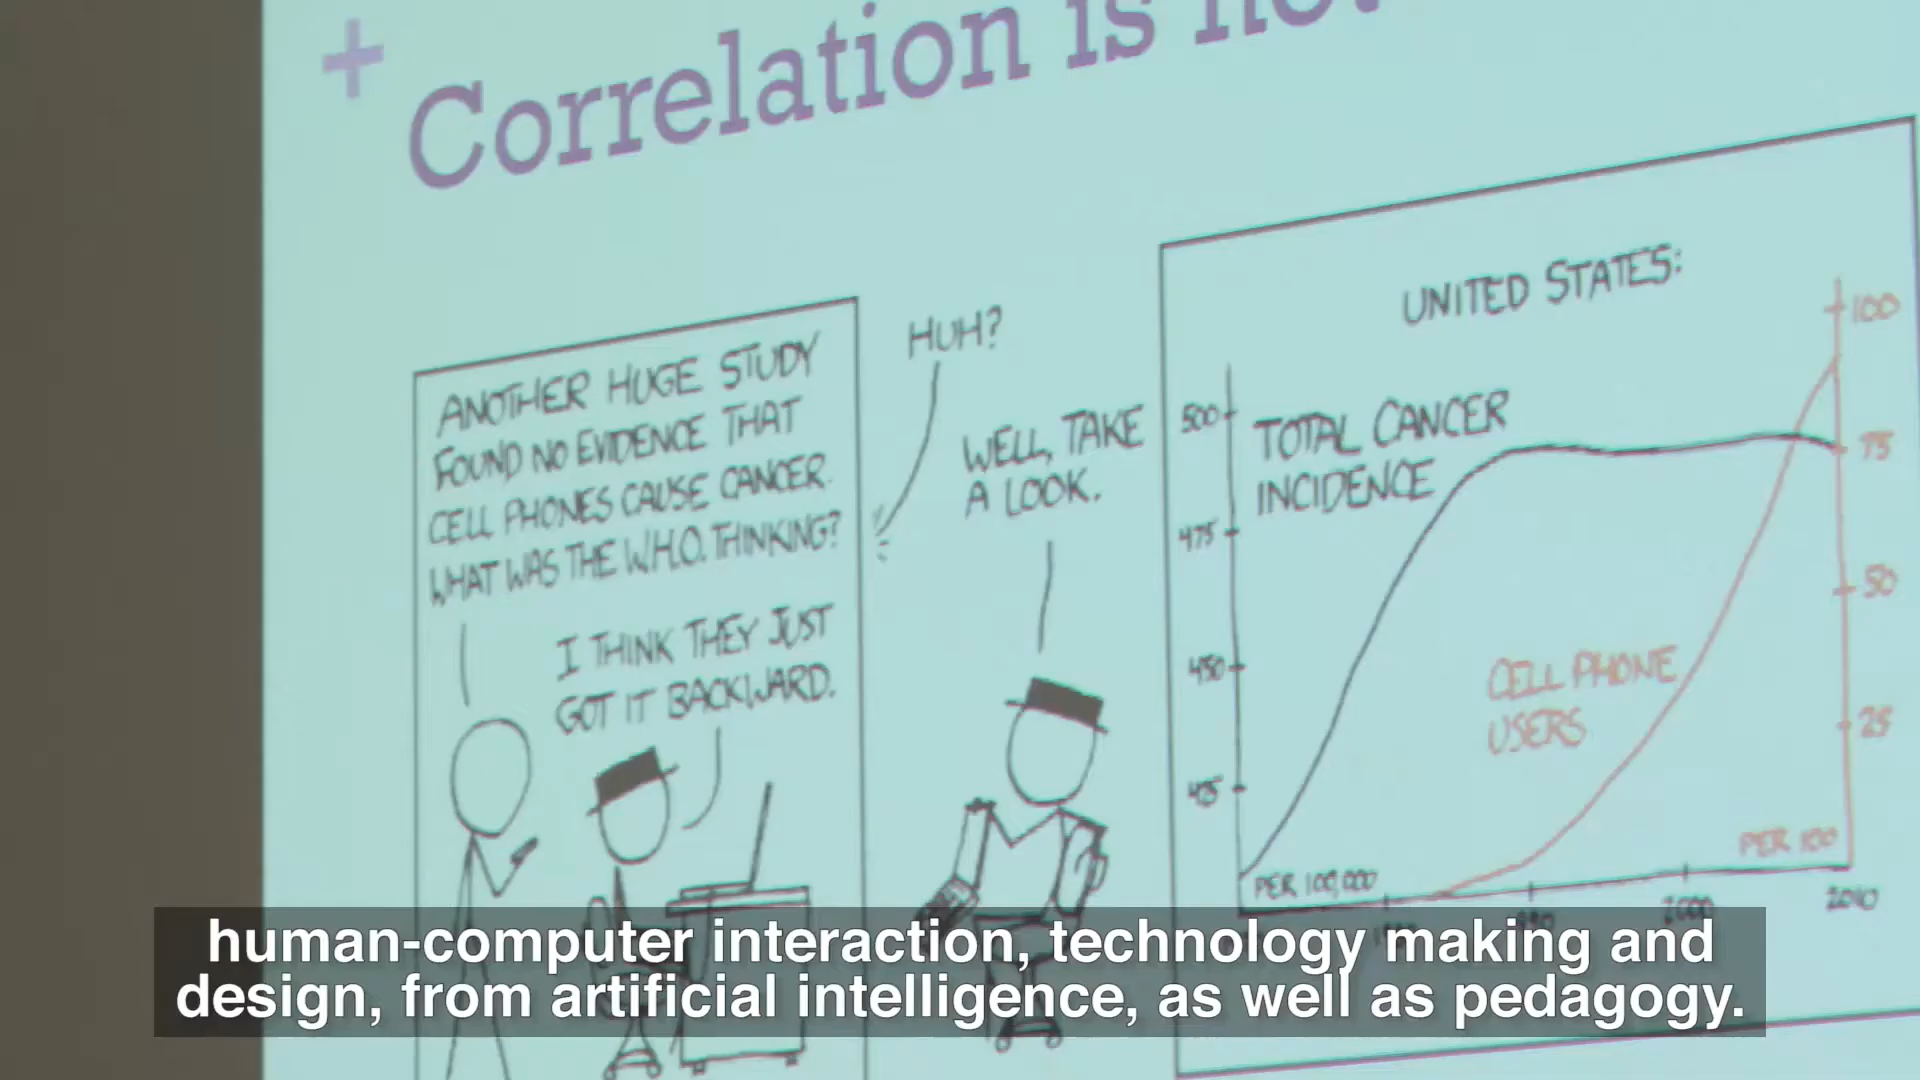 +
Correlation is not
ANOTHER HUGE STUDY
FOUND NO EVIDENCE THAT
CELL PHONES CAUSE CANCER.
WHAT WAS THE W.H.O. THINKING?
I THINK THEY JUST
GOT IT BACKWARD.
HUH?
WELL, TAKE
A LOOK.
UNITED STATES:
TOTAL CANCER
INCIDENCE
500
475
450
425
PER 100,000
CELL PHONE
USERS
100
75
50
25
PER 100
2000
2010
human-computer interaction, technology making and
design, from artificial intelligence, as well as pedagogy.